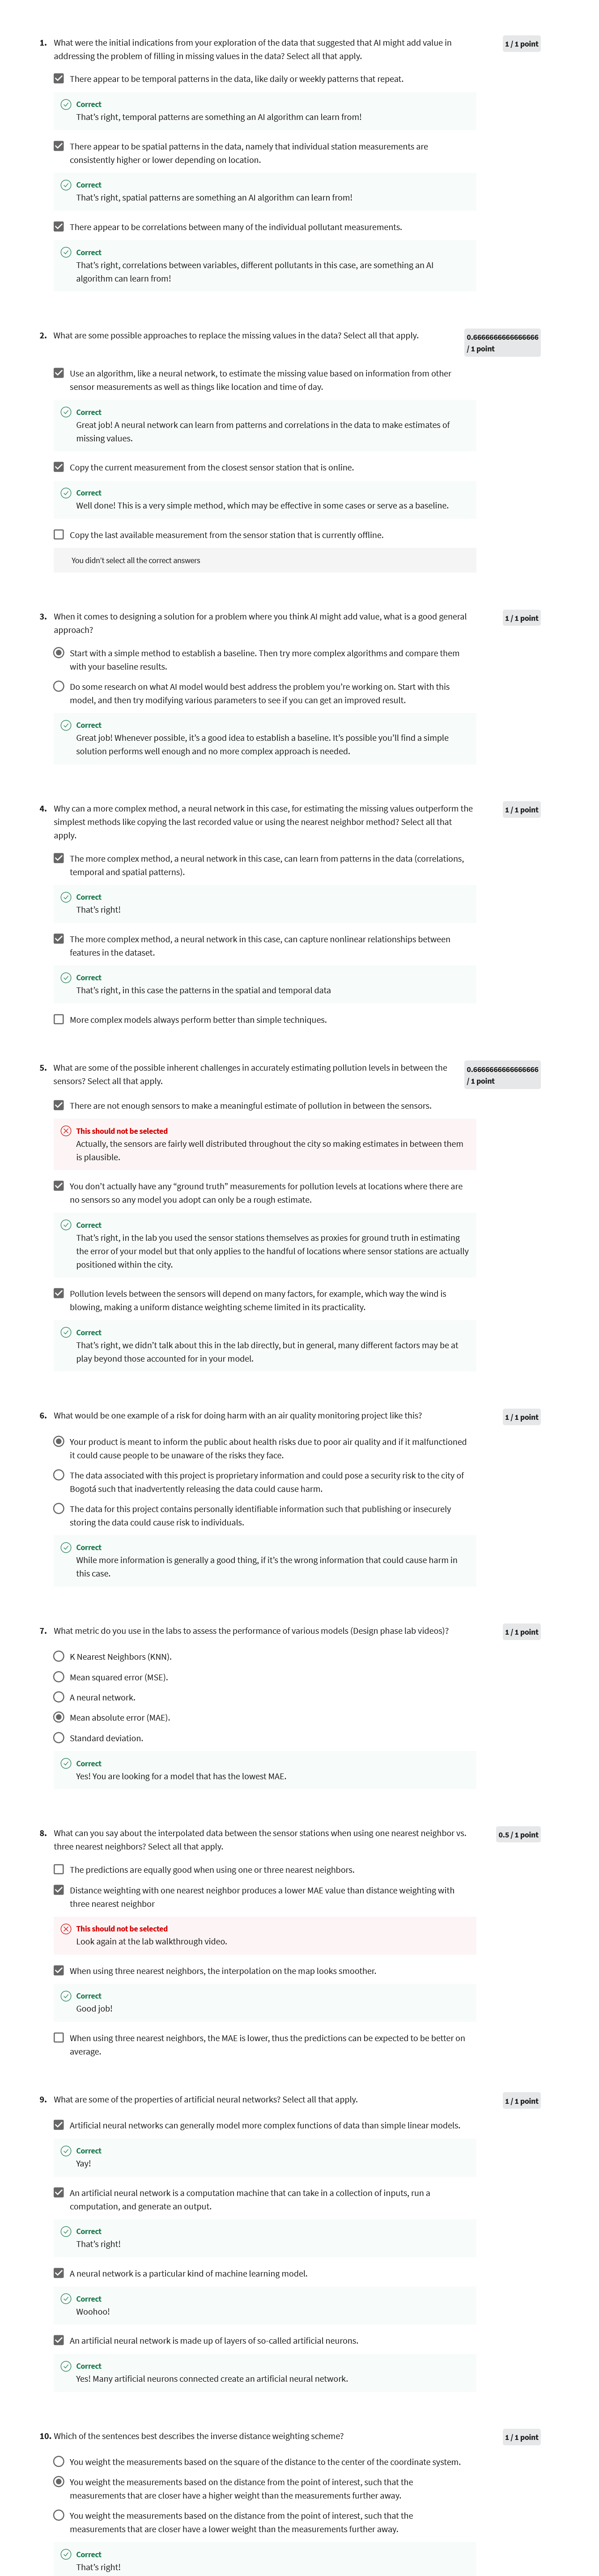 1. What were the initial indications from your exploration of the data that suggested that AI might add value in
addressing the problem of filling in missing values in the data? Select all that apply.
1 / 1 point
There appear to be temporal patterns in the data, like daily or weekly patterns that repeat.
Correct
That's right, temporal patterns are something an AI algorithm can learn from!
There appear to be spatial patterns in the data, namely that individual station measurements are
consistently higher or lower depending on location.
Correct
That's right, spatial patterns are something an AI algorithm can learn from!
There appear to be correlations between many of the individual pollutant measurements.
Correct
That's right, correlations between variables, different pollutants in this case, are something an AI
algorithm can learn from!
2. What are some possible approaches to replace the missing values in the data? Select all that apply.
0.6666666666666666
/ 1 point
Use an algorithm, like a neural network, to estimate the missing value based on information from other
sensor measurements as well as things like location and time of day.
Correct
Great job! A neural network can learn from patterns and correlations in the data to make estimates of
missing values.
Copy the current measurement from the closest sensor station that is online.
Correct
Well done! This is a very simple method, which may be effective in some cases or serve as a baseline.
Copy the last available measurement from the sensor station that is currently offline.
You didn't select all the correct answers
3. When it comes to designing a solution for a problem where you think AI might add value, what is a good general
approach?
1 / 1 point
Start with a simple method to establish a baseline. Then try more complex algorithms and compare them
with your baseline results.
Do some research on what AI model would best address the problem you're working on. Start with this
model, and then try modifying various parameters to see if you can get an improved result.
Correct
Great job! Whenever possible, it's a good idea to establish a baseline. It's possible you'll find a simple
solution performs well enough and no more complex approach is needed.
4. Why can a more complex method, a neural network in this case, for estimating the missing values outperform the
simplest methods like copying the last recorded value or using the nearest neighbor method? Select all that
apply.
1 / 1 point
The more complex method, a neural network in this case, can learn from patterns in the data (correlations,
temporal and spatial patterns).
Correct
That's right!
The more complex method, a neural network in this case, can capture nonlinear relationships between
features in the dataset.
Correct
That's right, in this case the patterns in the spatial and temporal data
More complex models always perform better than simple techniques.
5. What are some of the possible inherent challenges in accurately estimating pollution levels in between the
sensors? Select all that apply.
0.6666666666666666
/ 1 point
There are not enough sensors to make a meaningful estimate of pollution in between the sensors.
This should not be selected
Actually, the sensors are fairly well distributed throughout the city so making estimates in between them
is plausible.
You don't actually have any “ground truth” measurements for pollution levels at locations where there are
no sensors so any model you adopt can only be a rough estimate.
Correct
That's right, in the lab you used the sensor stations themselves as proxies for ground truth in estimating
the error of your model but that only applies to the handful of locations where sensor stations are actually
positioned within the city.
Pollution levels between the sensors will depend on many factors, for example, which way the wind is
blowing, making a uniform distance weighting scheme limited in its practicality.
Correct
That's right, we didn't talk about this in the lab directly, but in general, many different factors may be at
play beyond those accounted for in your model.
6. What would be one example of a risk for doing harm with an air quality monitoring project like this?
1 / 1 point
Your product is meant to inform the public about health risks due to poor air quality and if it malfunctioned
it could cause people to be unaware of the risks they face.
The data associated with this project is proprietary information and could pose a security risk to the city of
Bogotá such that inadvertently releasing the data could cause harm.
The data for this project contains personally identifiable information such that publishing or insecurely
storing the data could cause risk to individuals.
Correct
While more information is generally a good thing, if it's the wrong information that could cause harm in
this case.
7. What metric do you use in the labs to assess the performance of various models (Design phase lab videos)?
1 / 1 point
K Nearest Neighbors (KNN).
Mean squared error (MSE).
A neural network.
Mean absolute error (MAE).
Standard deviation.
Correct
Yes! You are looking for a model that has the lowest MAE.
8. What can you say about the interpolated data between the sensor stations when using one nearest neighbor vs.
three nearest neighbors? Select all that apply.
0.5 / 1 point
The predictions are equally good when using one or three nearest neighbors.
Distance weighting with one nearest neighbor produces a lower MAE value than distance weighting with
three nearest neighbor
This should not be selected
Look again at the lab walkthrough video.
When using three nearest neighbors, the interpolation on the map looks smoother.
Correct
Good job!
When using three nearest neighbors, the MAE is lower, thus the predictions can be expected to be better on
average.
9. What are some of the properties of artificial neural networks? Select all that apply.
1 / 1 point
Artificial neural networks can generally model more complex functions of data than simple linear models.
Correct
Yay!
An artificial neural network is a computation machine that can take in a collection of inputs, run a
computation, and generate an output.
Correct
That's right!
A neural network is a particular kind of machine learning model.
Correct
Woohoo!
An artificial neural network is made up of layers of so-called artificial neurons.
Correct
Yes! Many artificial neurons connected create an artificial neural network.
10. Which of the sentences best describes the inverse distance weighting scheme?
1 / 1 point
You weight the measurements based on the square of the distance to the center of the coordinate system.
You weight the measurements based on the distance from the point of interest, such that the
measurements that are closer have a higher weight than the measurements further away.
You weight the measurements based on the distance from the point of interest, such that the
measurements that are closer have a lower weight than the measurements further away.
Correct
That's right!